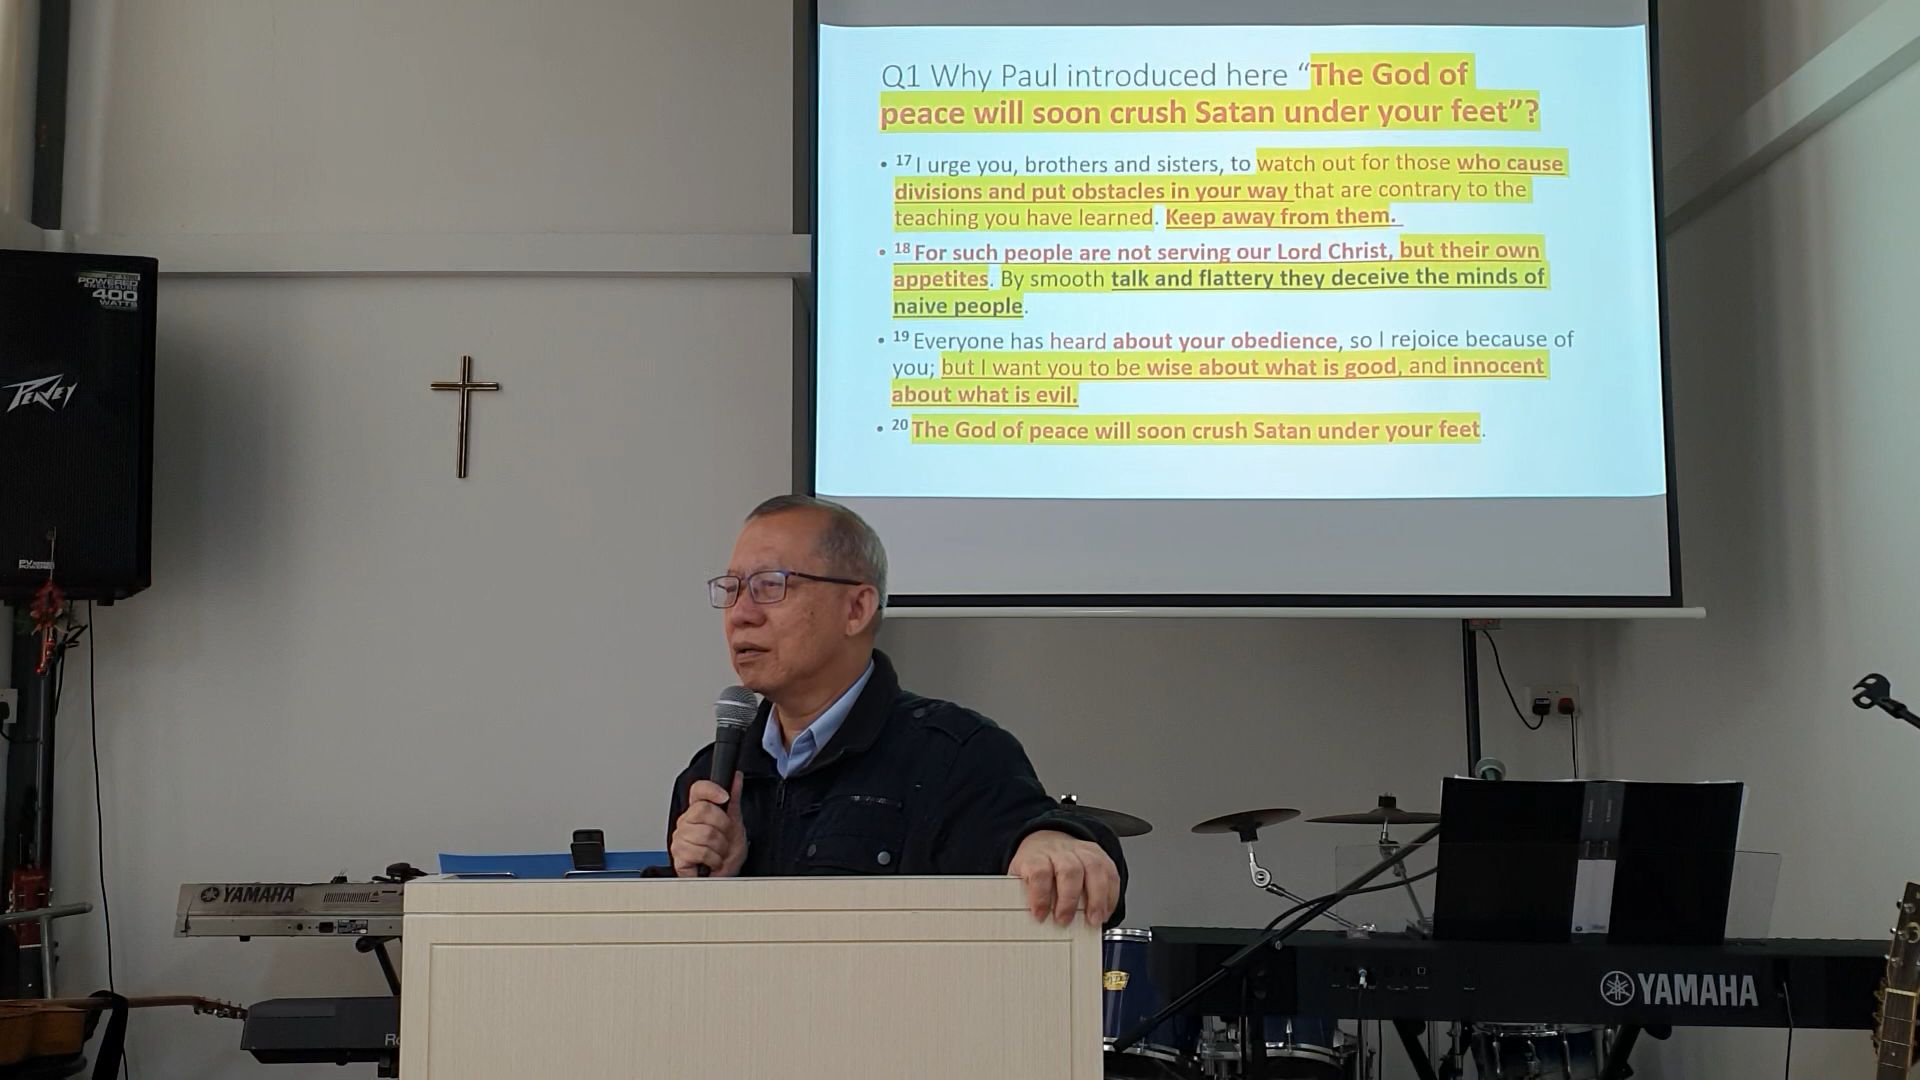 Q1 Why Paul introduced here “The God of
peace will soon crush Satan under your feet”?
• 17 I urge you, brothers and sisters, to watch out for those who cause
divisions and put obstacles in your way that are contrary to the
teaching you have learned. Keep away from them.
• 18 For such people are not serving our Lord Christ, but their own
appetites. By smooth talk and flattery they deceive the minds of
naive people.
• 19 Everyone has heard about your obedience, so I rejoice because of
you; but I want you to be wise about what is good, and innocent
about what is evil.
• 20 The God of peace will soon crush Satan under your feet.
POWERED
400
WATTS
PEAVEY
YAMAHA
YAMAHA